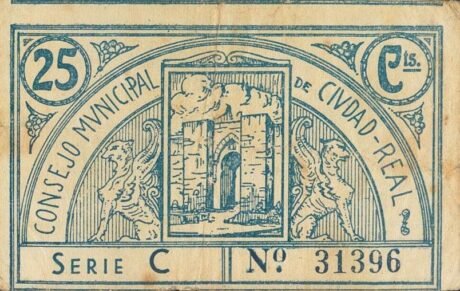 25 Cts.
CONSEJO MVNICIPAL DE CIVDAD-REAL
SERIE C Nº 31396